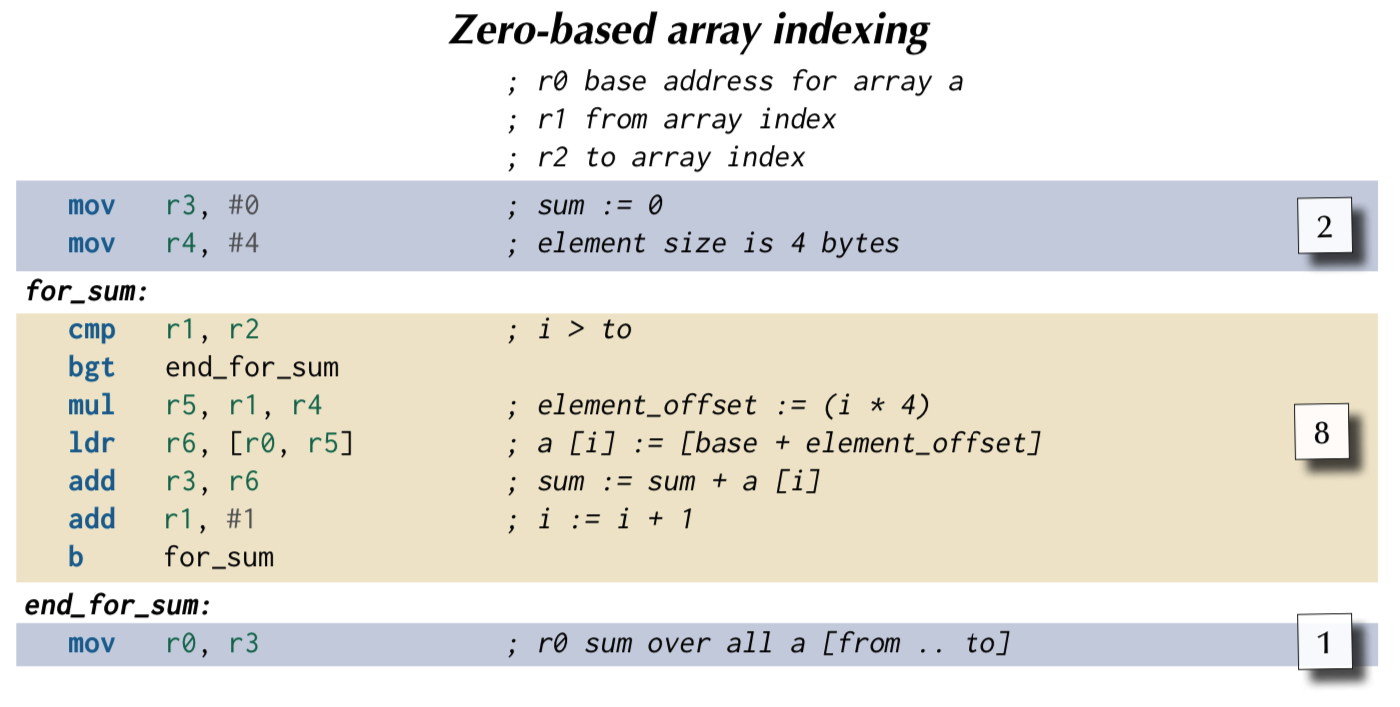 Zero-based array indexing
; r0 base address for array a
; r1 from array index
; r2 to array index
mov r3, #0 ; sum := 0
mov r4, #4 ; element size is 4 bytes
2
for_sum:
cmp r1, r2 ; i > to
bgt end_for_sum
mul r5, r1, r4 ; element_offset := (i * 4)
ldr r6, [r0, r5] ; a [i] := [base + element_offset]
8
add r3, r6 ; sum := sum + a [i]
add r1, #1 ; i := i + 1
b for_sum
end_for_sum:
mov r0, r3 ; r0 sum over all a [from .. to]
1